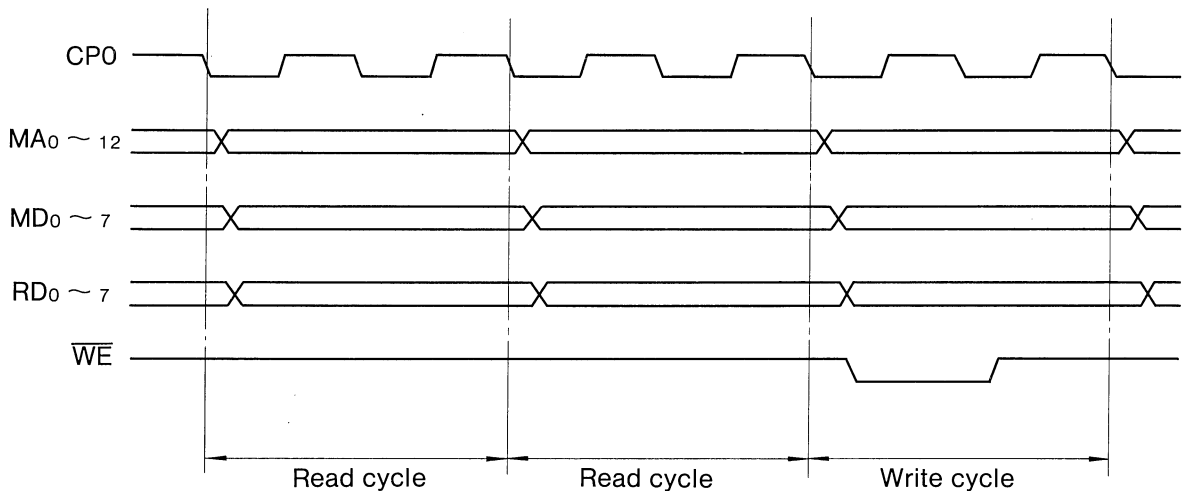 CP0
MA0 ~ 12
MD0 ~ 7
RD0 ~ 7
WE
Read cycle Read cycle Write cycle